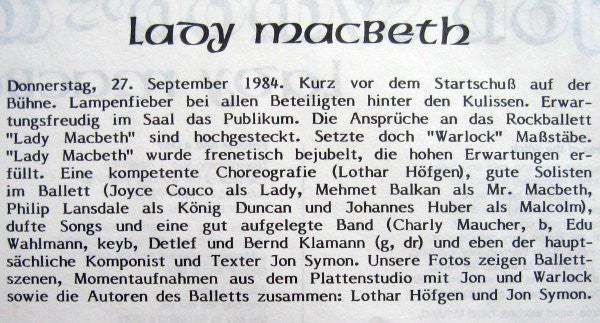 Lady Macbeth
Donnerstag, 27. September 1984. Kurz vor dem Startschuß auf der
Bühne. Lampenfieber bei allen Beteiligten hinter den Kulissen. Erwar-
tungsfreudig im Saal das Publikum. Die Ansprüche an das Rockballett
"Lady Macbeth" sind hochgesteckt. Setzte doch "Warlock" Maßstäbe.
"Lady Macbeth" wurde frenetisch bejubelt, die hohen Erwartungen er-
füllt. Eine kompetente Choreografie (Lothar Höfgen), gute Solisten
im Ballett (Joyce Couco als Lady, Mehmet Balkan als Mr. Macbeth,
Philip Lansdale als König Duncan und Johannes Huber als Malcolm),
dufte Songs und eine gut aufgelegte Band (Charly Maucher, b, Edu
Wahlmann, keyb, Detlef und Bernd Klamann (g, dr) und eben der haupt-
sächliche Komponist und Texter Jon Symon. Unsere Fotos zeigen Ballett-
szenen, Momentaufnahmen aus dem Plattenstudio mit Jon und Warlock
sowie die Autoren des Balletts zusammen: Lothar Höfgen und Jon Symon.